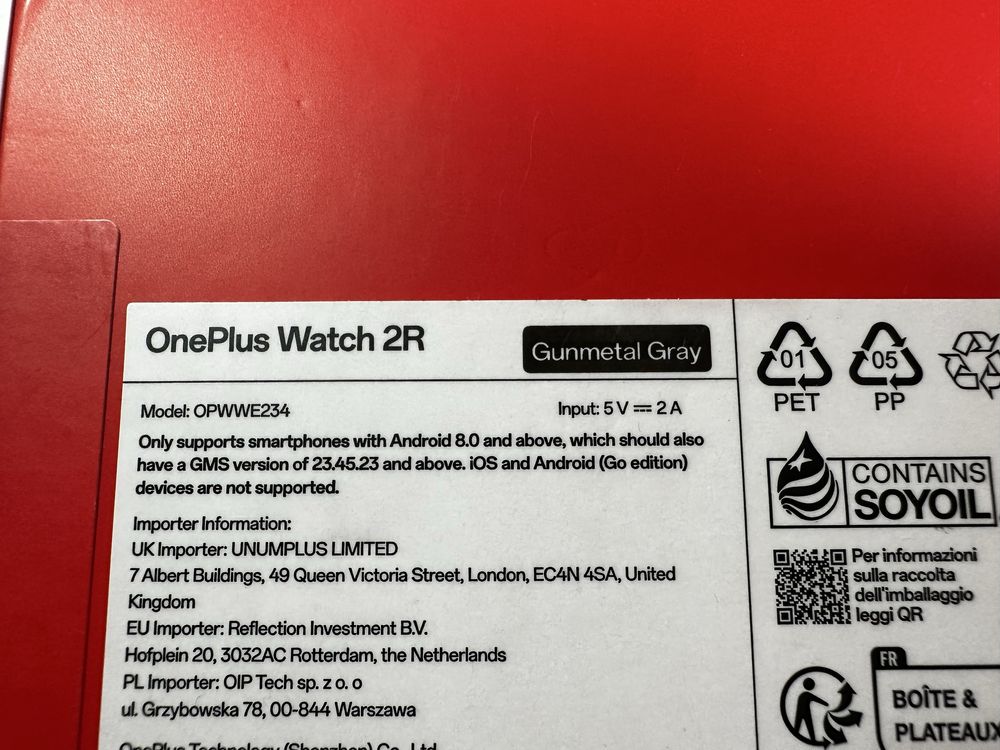 OnePlus Watch 2R
Gunmetal Gray
Model: OPWWE234
Input: 5 V ⎓ 2 A
Only supports smartphones with Android 8.0 and above, which should also
have a GMS version of 23.45.23 and above. iOS and Android (Go edition)
devices are not supported.
Importer Information:
UK Importer: UNUMPLUS LIMITED
7 Albert Buildings, 49 Queen Victoria Street, London, EC4N 4SA, United
Kingdom
EU Importer: Reflection Investment B.V.
Hofplein 20, 3032AC Rotterdam, the Netherlands
PL Importer: OIP Tech sp. z o. o
ul. Grzybowska 78, 00-844 Warszawa
OnePlus Technology (Shenzhen) Co., Ltd.
01
PET
05
PP
CONTAINS
SOYOIL
Per informazioni
sulla raccolta
dell'imballaggio
leggi QR
FR
BOÎTE &
PLATEAUX